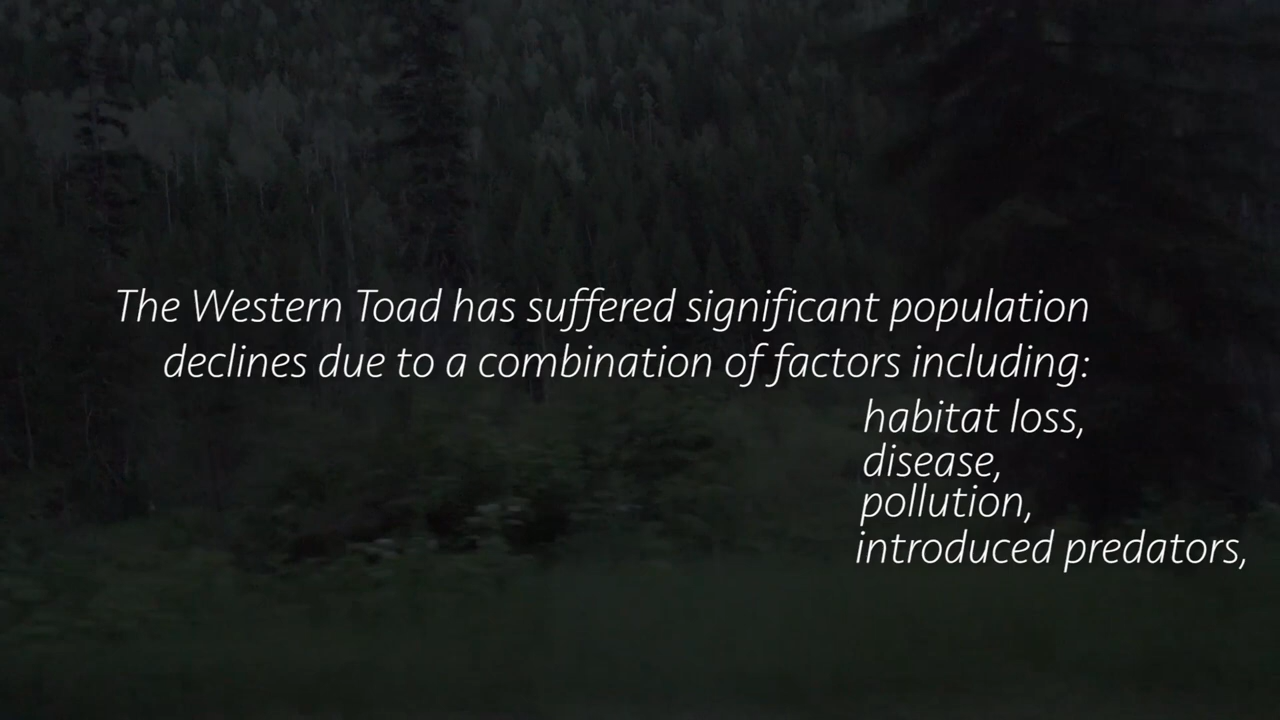 The Western Toad has suffered significant population
declines due to a combination of factors including:
habitat loss,
disease,
pollution,
introduced predators,